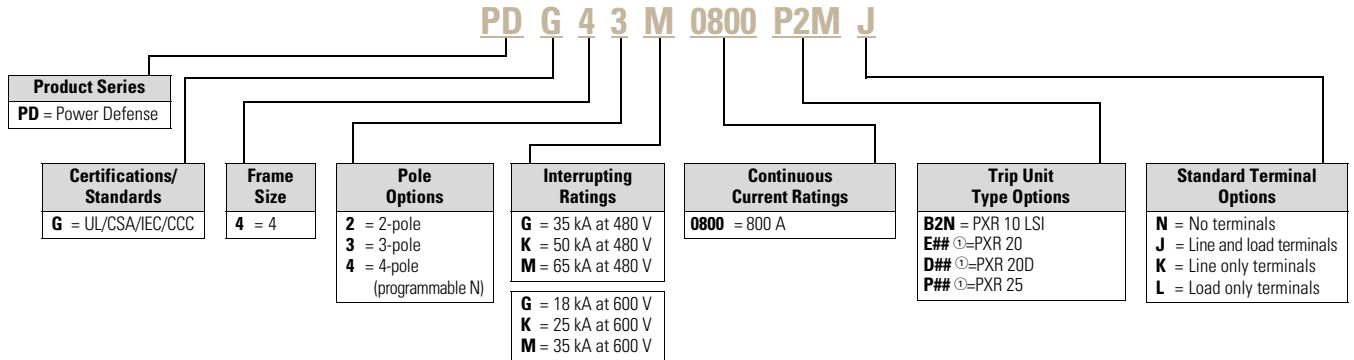 PD G 4 3 M 0800 P2M J
Product Series
PD = Power Defense
Certifications/
Standards
G = UL/CSA/IEC/CCC
Frame
Size
4 = 4
Pole
Options
2 = 2-pole
3 = 3-pole
4 = 4-pole
(programmable N)
Interrupting
Ratings
G = 35 kA at 480 V
K = 50 kA at 480 V
M = 65 kA at 480 V
G = 18 kA at 600 V
K = 25 kA at 600 V
M = 35 kA at 600 V
Continuous
Current Ratings
0800 = 800 A
Trip Unit
Type Options
B2N = PXR 10 LSI
E## ①=PXR 20
D## ①=PXR 20D
P## ①=PXR 25
Standard Terminal
Options
N = No terminals
J = Line and load terminals
K = Line only terminals
L = Load only terminals